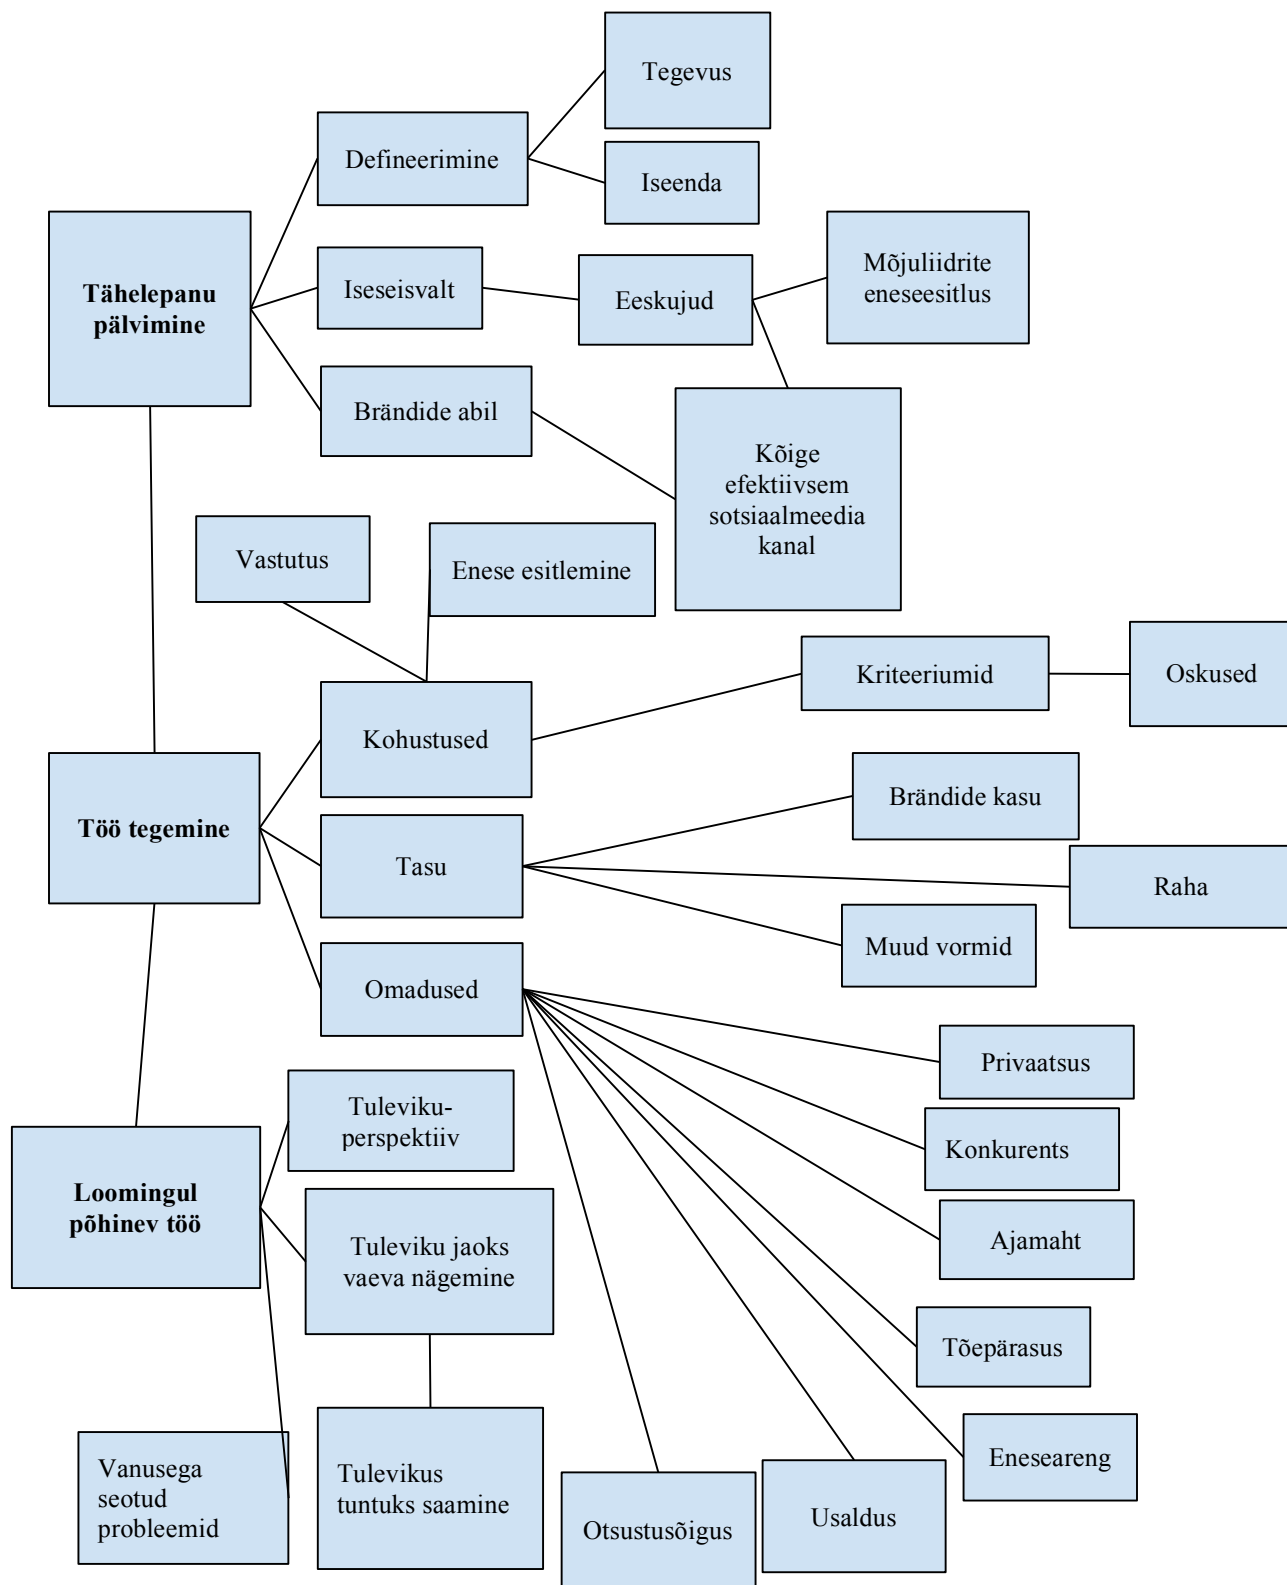 Tegevus
Defineerimine
Iseenda
Tähelepanu
pälvimine
Iseseisvalt
Eeskujud
Mõjuliidrite
eneseesitlus
Brändide abil
Kõige
efektiivsem
sotsiaalmeedia
kanal
Vastutus
Enese esitlemine
Kriteeriumid
Oskused
Kohustused
Töö tegemine
Brändide kasu
Tasu
Raha
Muud vormid
Omadused
Privaatsus
Tuleviku-
perspektiiv
Konkurents
Loomingul
põhinev töö
Ajamaht
Tuleviku jaoks
vaeva nägemine
Tõepärasus
Eneseareng
Vanusega
seotud
probleemid
Tulevikus
tuntuks saamine
Otsustusõigus
Usaldus